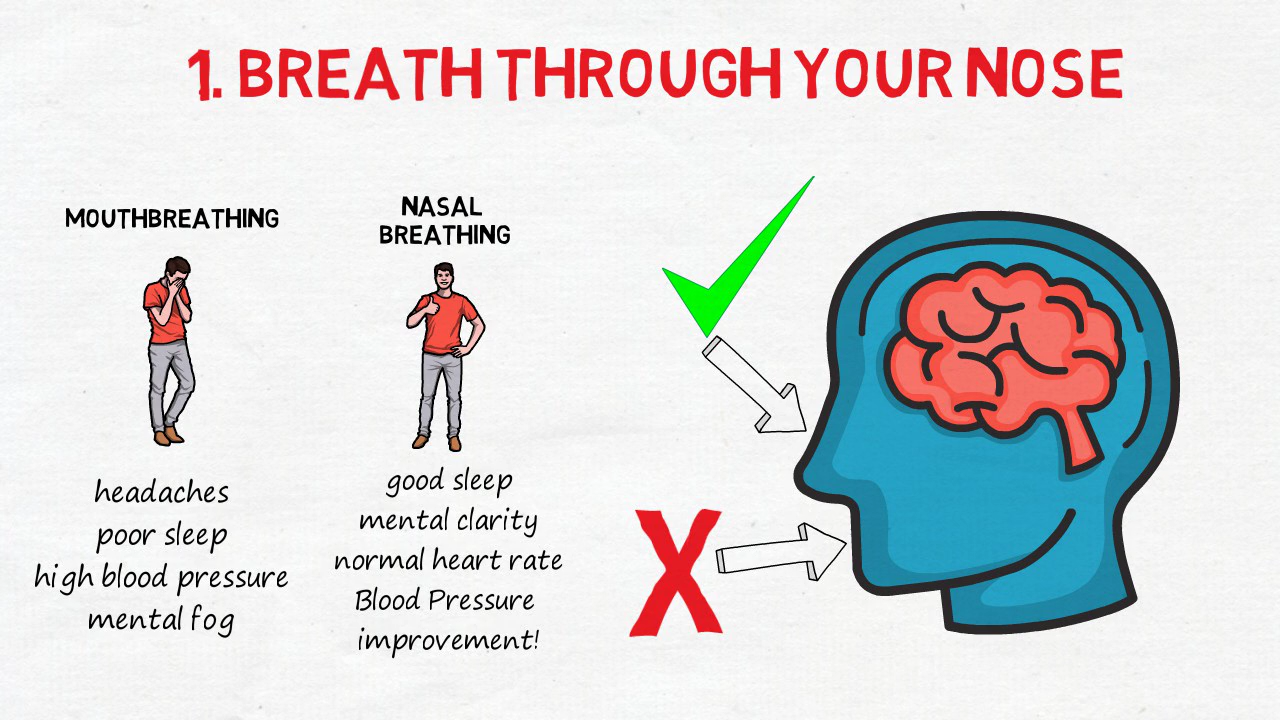 1. BREATH THROUGH YOUR NOSE
MOUTHBREATHING
headaches
poor sleep
high blood pressure
mental fog
NASAL
BREATHING
good sleep
mental clarity
normal heart rate
Blood Pressure
improvement!
X